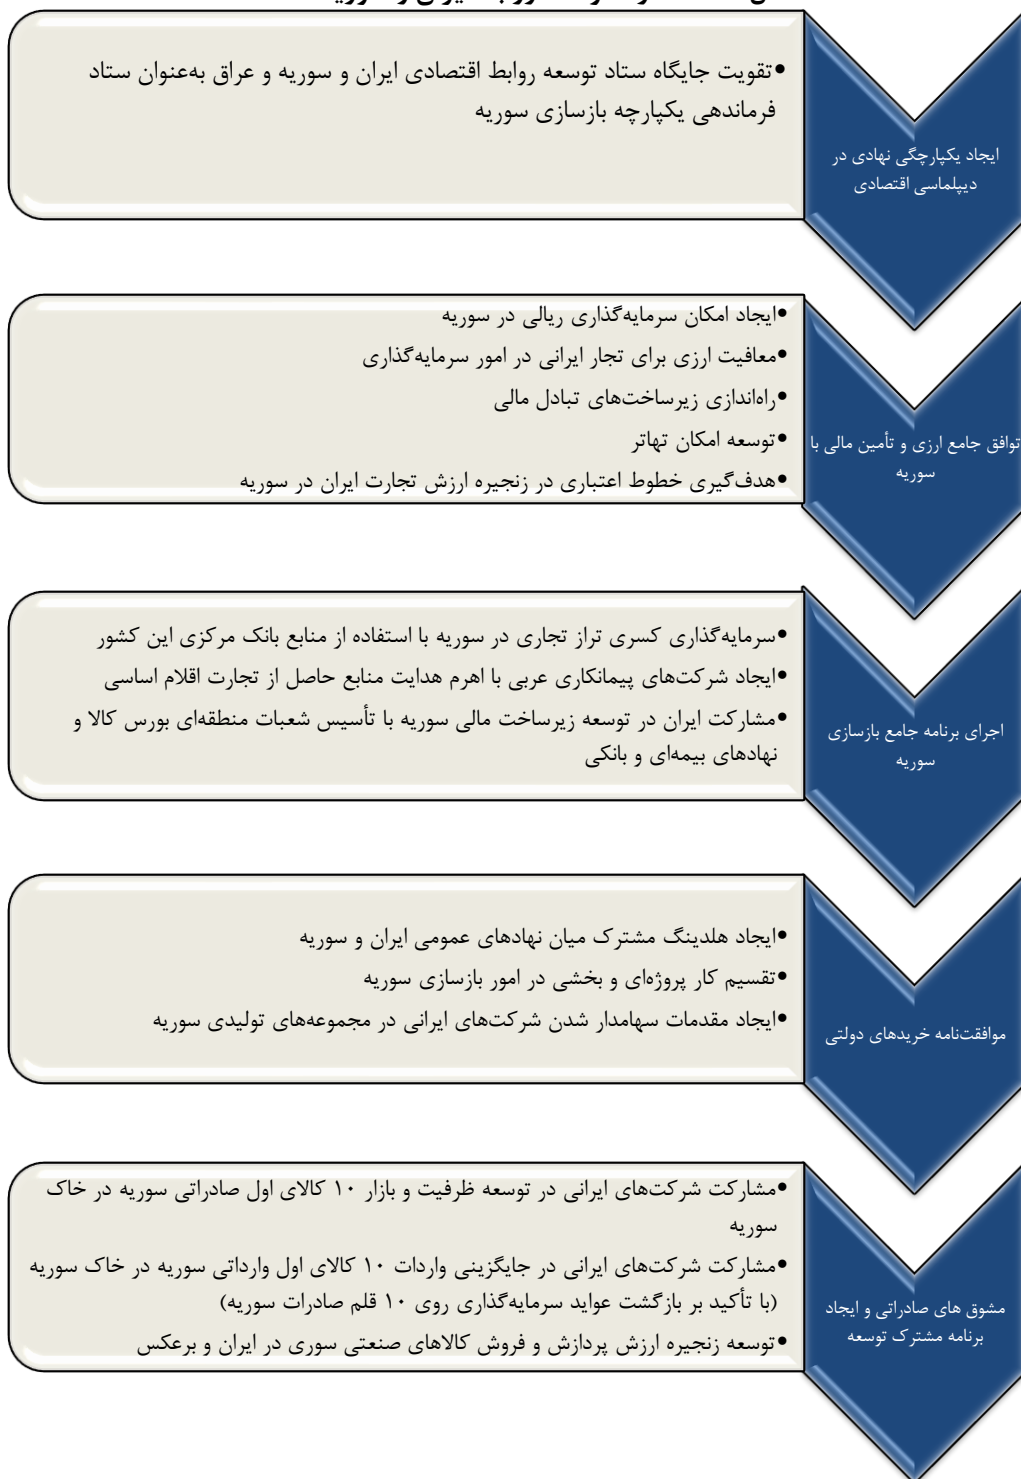 ایجاد یکپارچگی نهادی در
دیپلماسی اقتصادی
•تقویت جایگاه ستاد توسعه روابط اقتصادی ایران و سوریه و عراق به‌عنوان ستاد
فرماندهی یکپارچه بازسازی سوریه
توافق جامع ارزی و تأمین مالی با
سوریه
•ایجاد امکان سرمایه‌گذاری ریالی در سوریه
•معافیت ارزی برای تجار ایرانی در امور سرمایه‌گذاری
•راه‌اندازی زیرساخت‌های تبادل مالی
•توسعه امکان تهاتر
•هدف‌گیری خطوط اعتباری در زنجیره ارزش تجارت ایران در سوریه
اجرای برنامه جامع بازسازی
سوریه
•سرمایه‌گذاری کسری تراز تجاری در سوریه با استفاده از منابع بانک مرکزی این کشور
•ایجاد شرکت‌های پیمانکاری عربی با اهرم هدایت منابع حاصل از تجارت اقلام اساسی
•مشارکت ایران در توسعه زیرساخت مالی سوریه با تأسیس شعبات منطقه‌ای بورس کالا و
نهادهای بیمه‌ای و بانکی
موافقت‌نامه خریدهای دولتی
•ایجاد هلدینگ مشترک میان نهادهای عمومی ایران و سوریه
•تقسیم کار پروژه‌ای و بخشی در امور بازسازی سوریه
•ایجاد مقدمات سهامدار شدن شرکت‌های ایرانی در مجموعه‌های تولیدی سوریه
مشوق های صادراتی و ایجاد
برنامه مشترک توسعه
•مشارکت شرکت‌های ایرانی در توسعه ظرفیت و بازار ۱۰ کالای اول صادراتی سوریه در خاک
سوریه
•مشارکت شرکت‌های ایرانی در جایگزینی واردات ۱۰ کالای اول وارداتی سوریه در خاک سوریه
(با تأکید بر بازگشت عواید سرمایه‌گذاری روی ۱۰ قلم صادرات سوریه)
•توسعه زنجیره ارزش پردازش و فروش کالاهای صنعتی سوری در ایران و برعکس